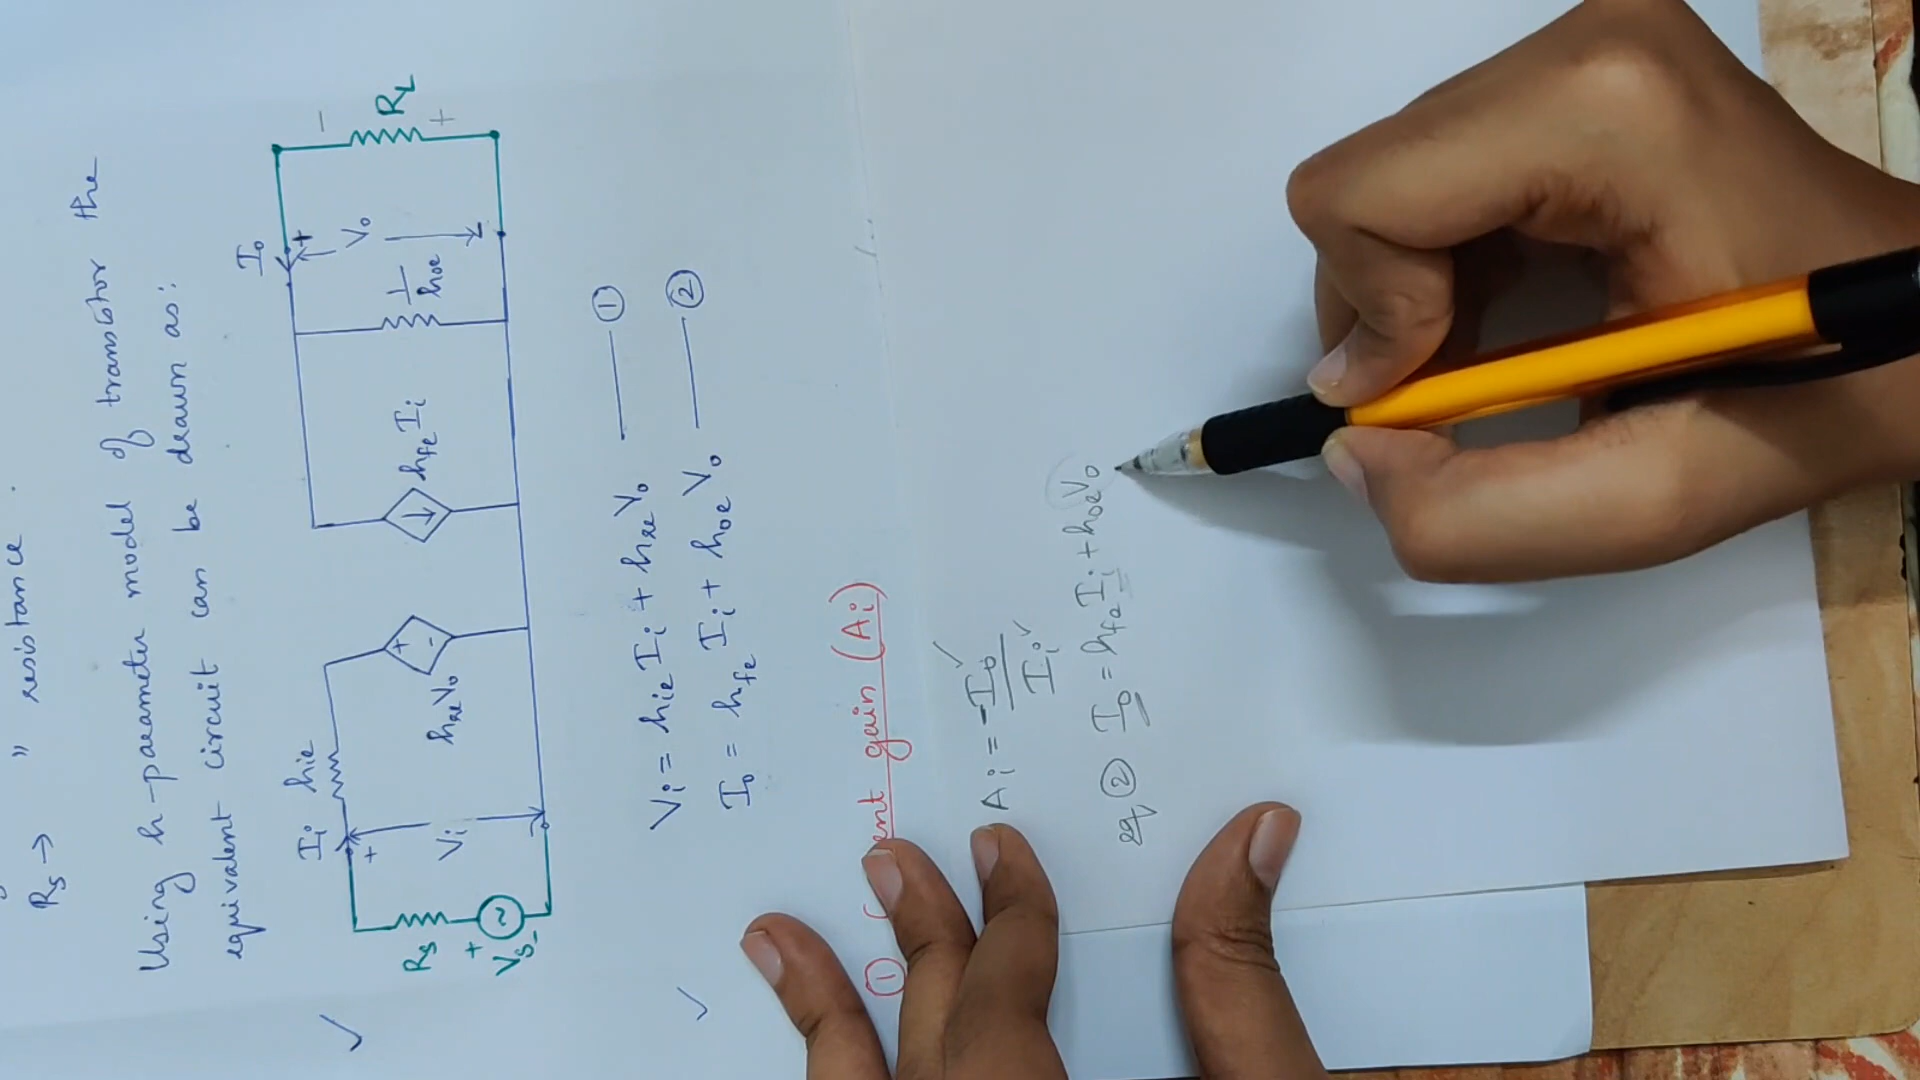 Rs → " resistance.
Using h-parameter model of transistor the
equivalent circuit can be drawn as:
Ii hie
Io
+
Vi
hreVo
+
-
hfeIi
1/hoe
+
Vo
-
-
RL
+
Rs
+
Vs
-
Vi = hieIi + hreVo —— ①
Io = hfeIi + hoeVo —— ②
① ent gain (Ai)
Ai = -Io/Ii
eq ② Io = hfeIi + hoeVo